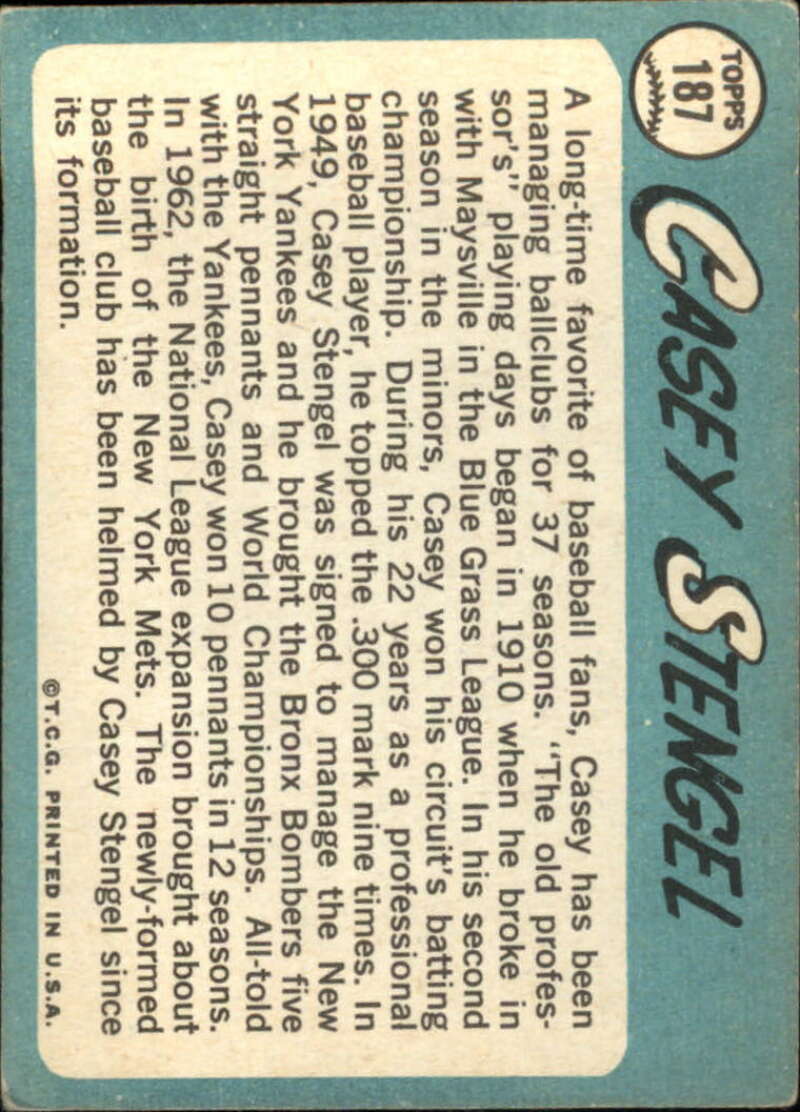 TOPPS
187
CASEY STENGEL
A long-time favorite of baseball fans, Casey has been
managing ballclubs for 37 seasons. "The old profes-
sor's" playing days began in 1910 when he broke in
with Maysville in the Blue Grass League. In his second
season in the minors, Casey won his circuit's batting
championship. During his 22 years as a professional
baseball player, he topped the .300 mark nine times. In
1949, Casey Stengel was signed to manage the New
York Yankees and he brought the Bronx Bombers five
straight pennants and World Championships. All-told
with the Yankees, Casey won 10 pennants in 12 seasons.
In 1962, the National League expansion brought about
the birth of the New York Mets. The newly-formed
baseball club has been helmed by Casey Stengel since
its formation.
©T.C.G. PRINTED IN U.S.A.